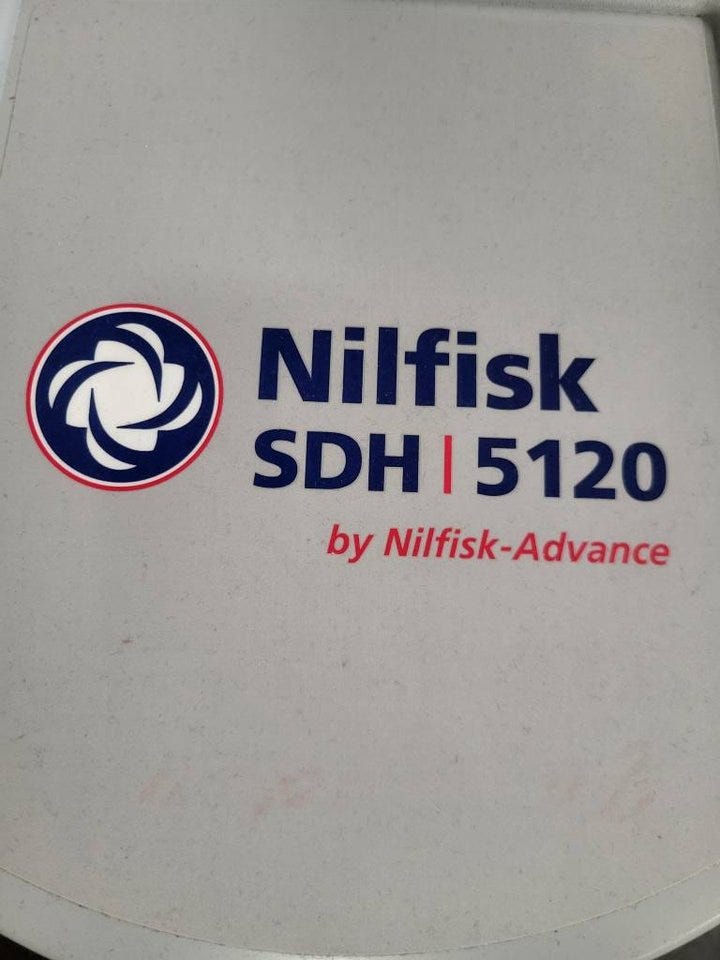 Nilfisk
SDH | 5120
by Nilfisk-Advance